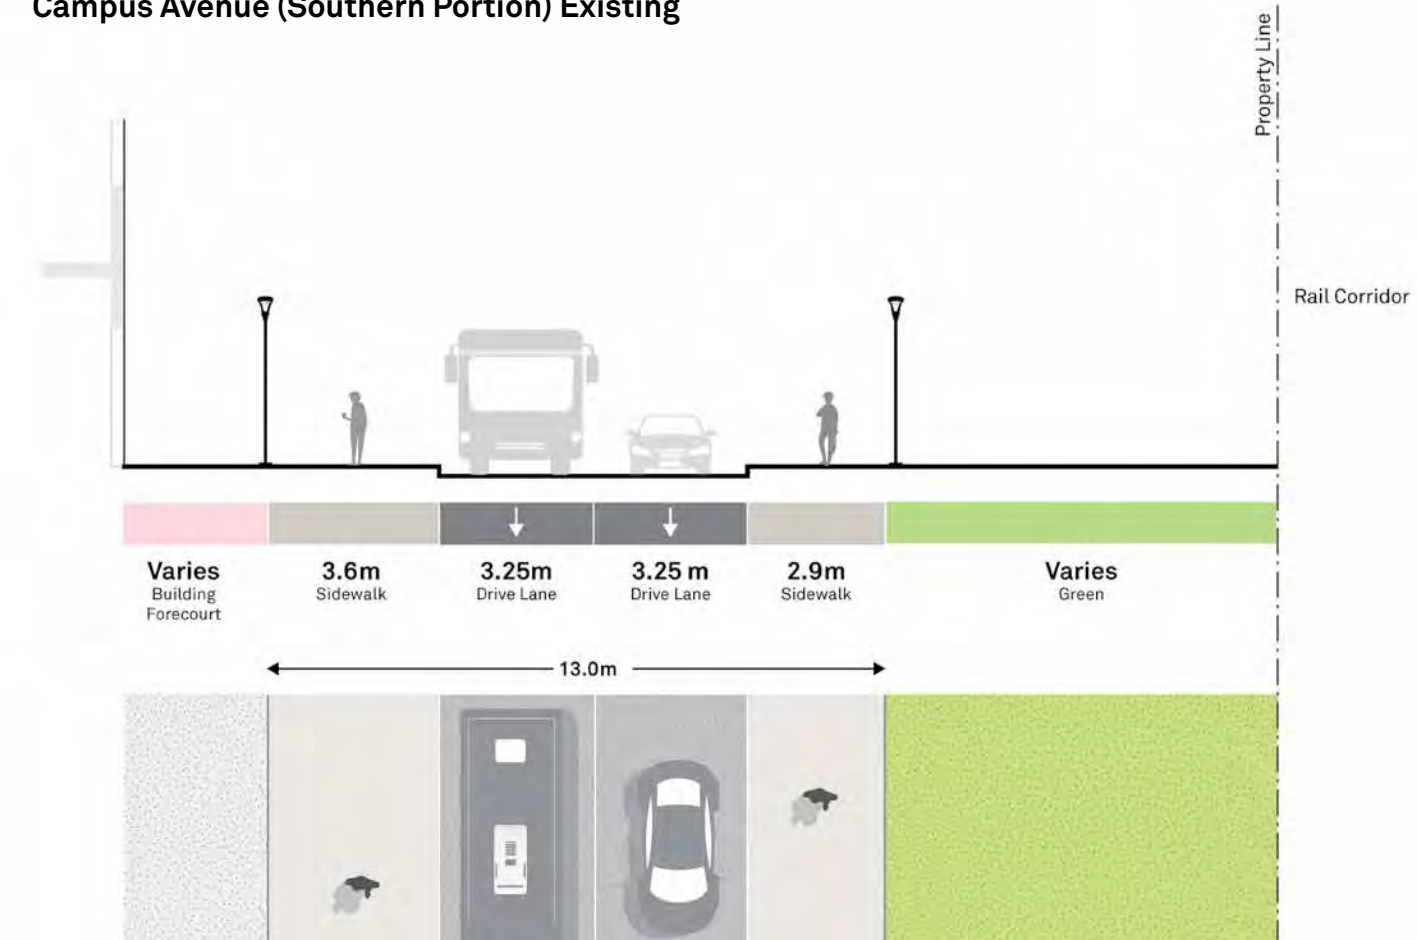 Campus Avenue (Southern Portion) Existing
Property Line
Rail Corridor
Varies
Building
Forecourt
3.6m
Sidewalk
3.25m
Drive Lane
3.25 m
Drive Lane
2.9m
Sidewalk
Varies
Green
13.0m